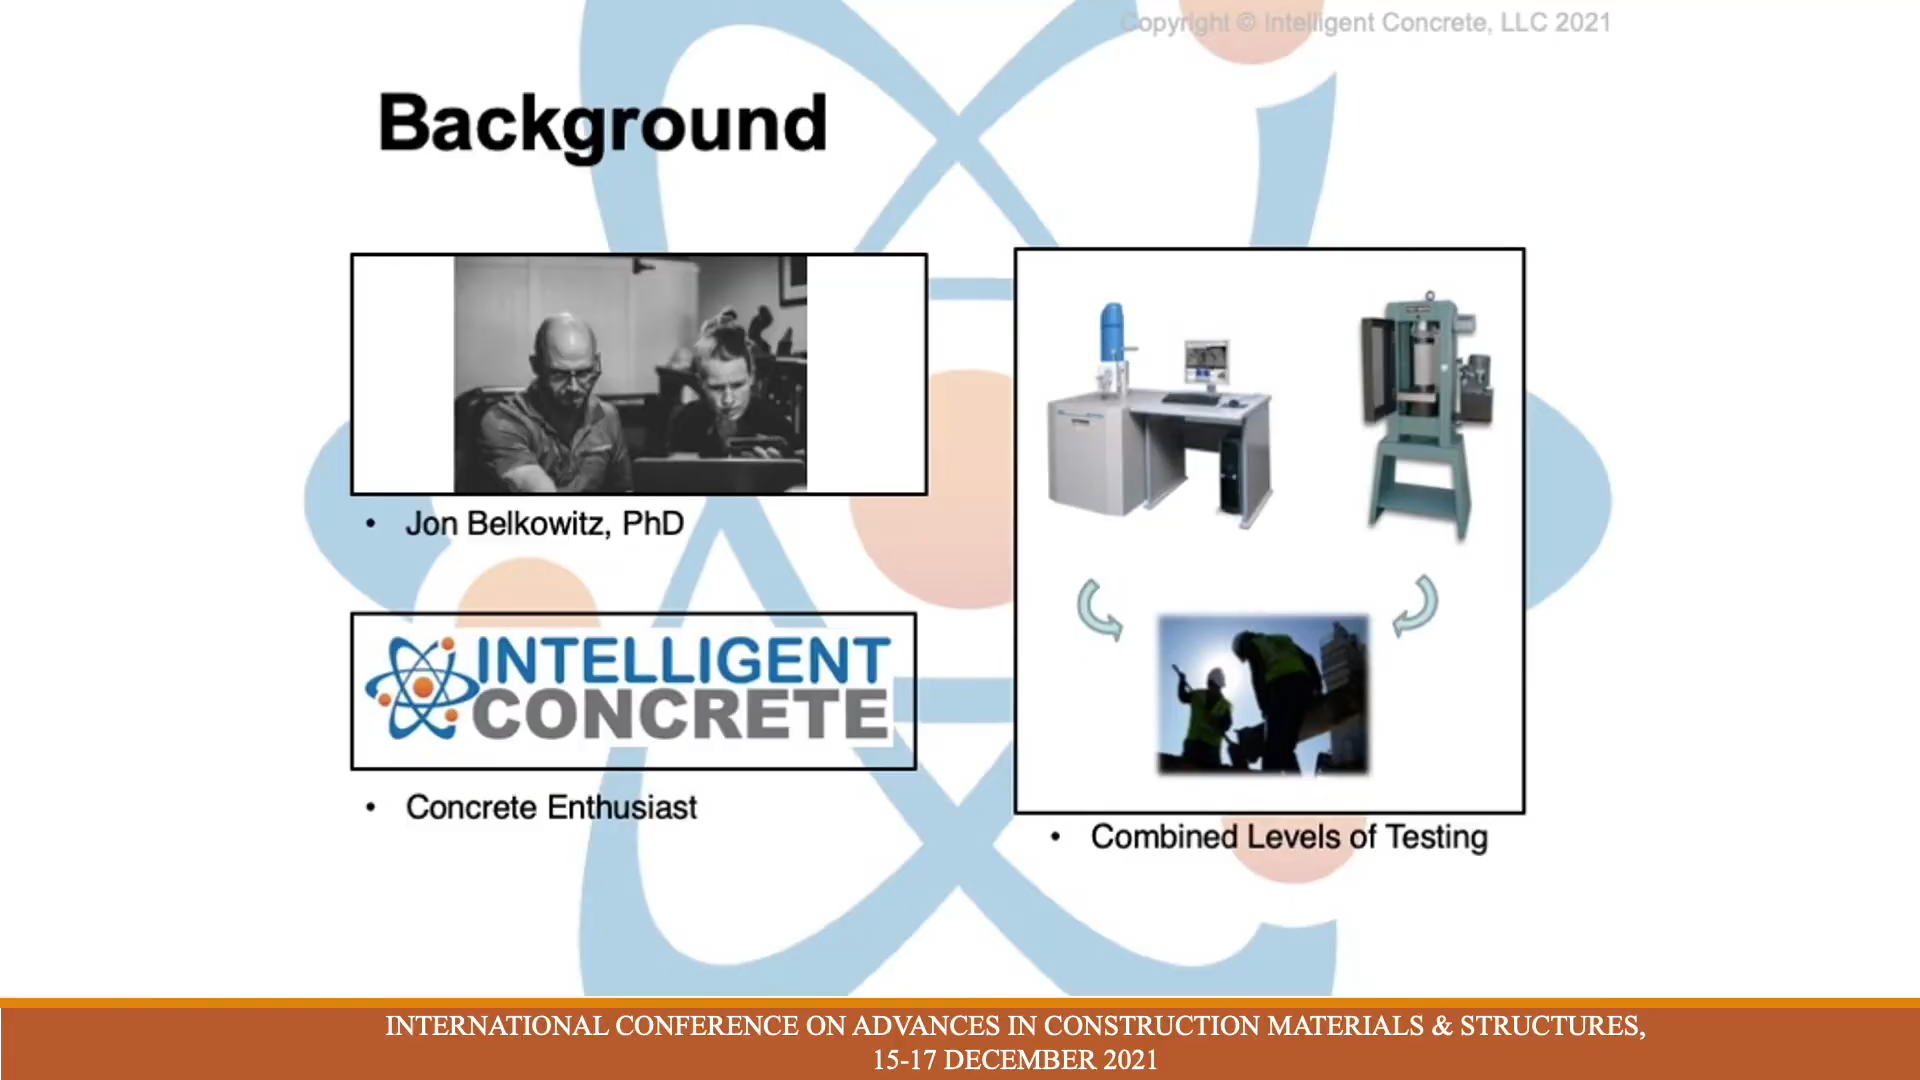 Copyright © Intelligent Concrete, LLC 2021
Background
• Jon Belkowitz, PhD
INTELLIGENT
CONCRETE
• Concrete Enthusiast
• Combined Levels of Testing
INTERNATIONAL CONFERENCE ON ADVANCES IN CONSTRUCTION MATERIALS & STRUCTURES,
15-17 DECEMBER 2021